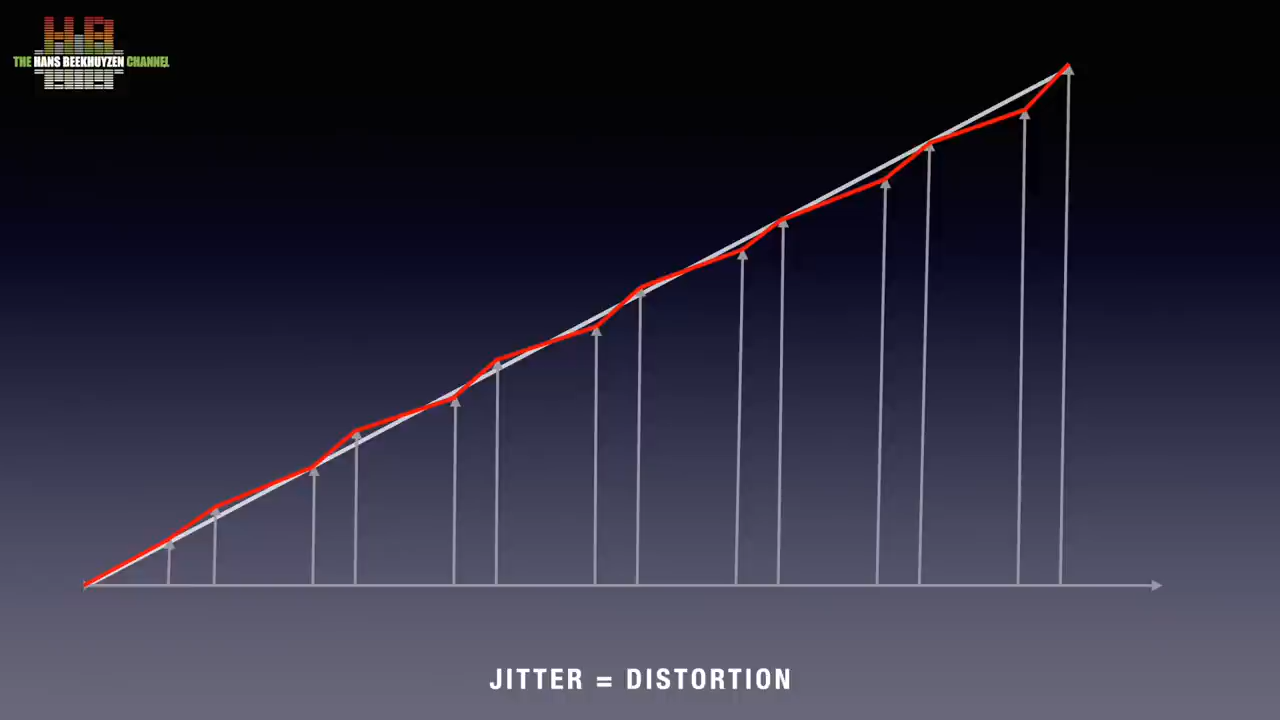 THE HANS BEEKHUYZEN CHANNEL
JITTER = DISTORTION